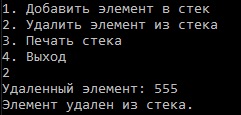 1. Добавить элемент в стек
2. Удалить элемент из стека
3. Печать стека
4. Выход
2
Удаленный элемент: 555
Элемент удален из стека.